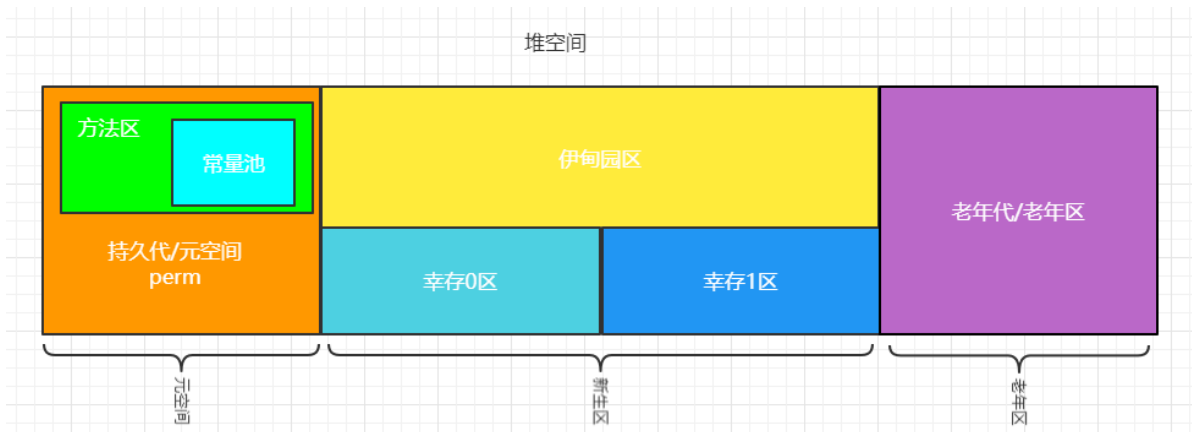 堆空间
方法区
常量池
持久代/元空间
perm
伊甸园区
幸存0区
幸存1区
老年代/老年区
元空间
新生区
老年区